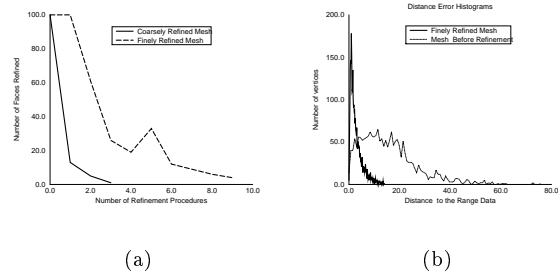 100.0
80.0
60.0
40.0
20.0
0.0
0.0
2.0
4.0
6.0
8.0
10.0
Number of Faces Refined
Number of Refinement Procedures
Coarsely Refined Mesh
Finely Refined Mesh
(a)
Distance Error Histograms
200.0
150.0
100.0
50.0
0.0
0.0
20.0
40.0
60.0
80.0
Number of vertices
Distance to the Range Data
Finely Refined Mesh
Mesh Before Refinement
(b)